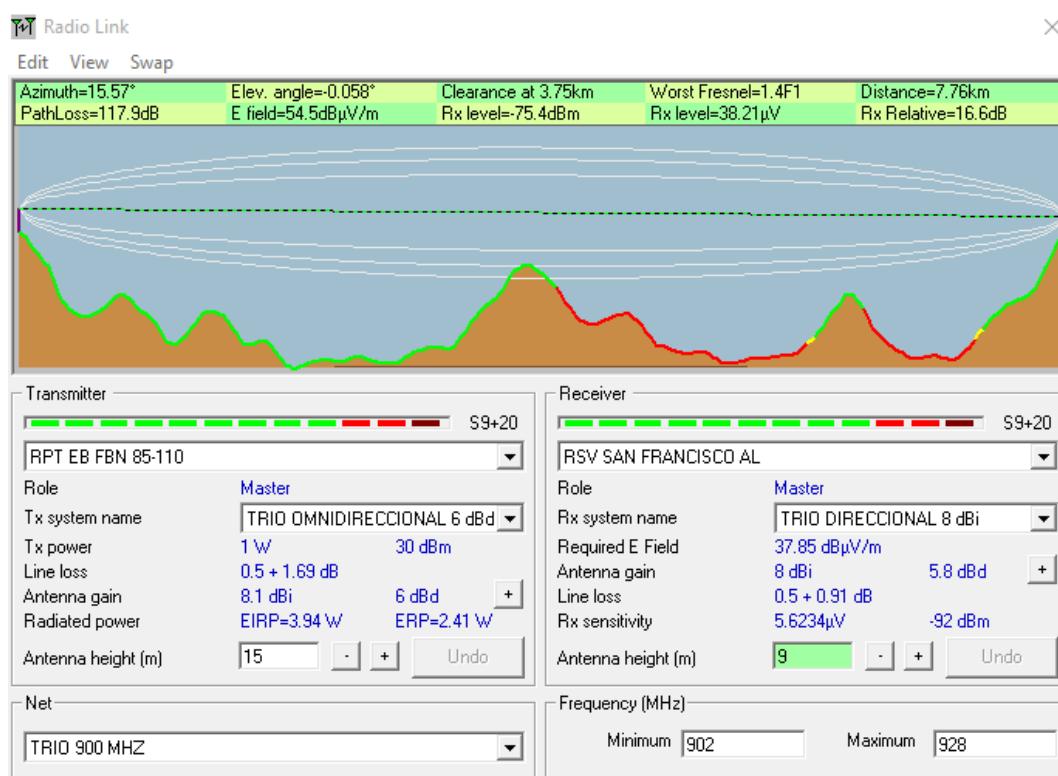 Radio Link
Edit View Swap
Azimuth=15.57° Elev. angle=-0.058° Clearance at 3.75km Worst Fresnel=1.4F1 Distance=7.76km
PathLoss=117.9dB E field=54.5dBµV/m Rx level=-75.4dBm Rx level=38.21µV Rx Relative=16.6dB
Transmitter
S9+20
RPT EB FBN 85-110
Role Master
Tx system name TRIO OMNIDIRECCIONAL 6 dBd
Tx power 1 W 30 dBm
Line loss 0.5 + 1.69 dB
Antenna gain 8.1 dBi 6 dBd +
Radiated power EIRP=3.94 W ERP=2.41 W
Antenna height (m) 15 - + Undo
Net
TRIO 900 MHZ
Receiver
S9+20
RSV SAN FRANCISCO AL
Role Master
Rx system name TRIO DIRECCIONAL 8 dBi
Required E Field 37.85 dBµV/m
Antenna gain 8 dBi 5.8 dBd +
Line loss 0.5 + 0.91 dB
Rx sensitivity 5.6234µV -92 dBm
Antenna height (m) 9 - + Undo
Frequency (MHz)
Minimum 902 Maximum 928